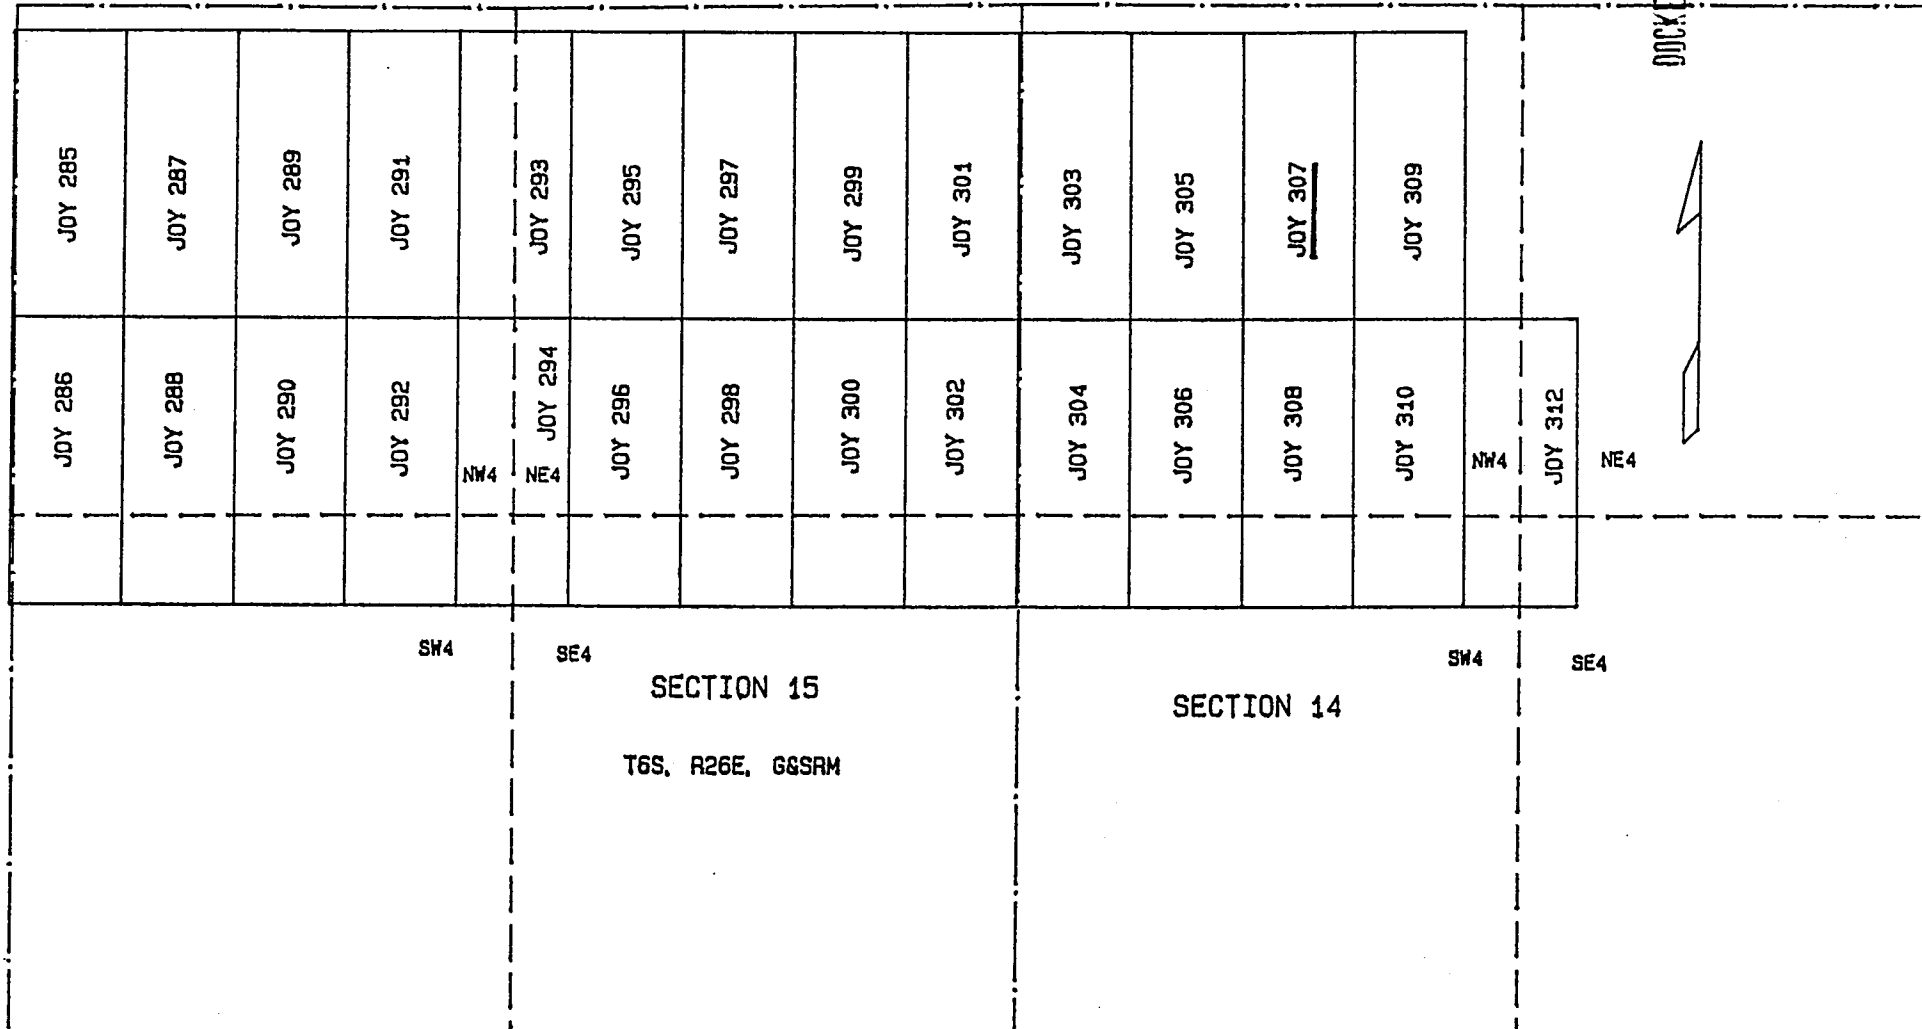 JOY 285
JOY 287
JOY 289
JOY 291
JOY 293
JOY 295
JOY 297
JOY 299
JOY 301
JOY 303
JOY 305
JOY 307
JOY 309
JOY 286
JOY 288
JOY 290
JOY 292
NW4
JOY 294
NE4
JOY 296
JOY 298
JOY 300
JOY 302
JOY 304
JOY 306
JOY 308
JOY 310
NW4
JOY 312
NE4
SW4
SE4
SW4
SE4
SECTION 15
SECTION 14
T6S, R26E, G&SRM